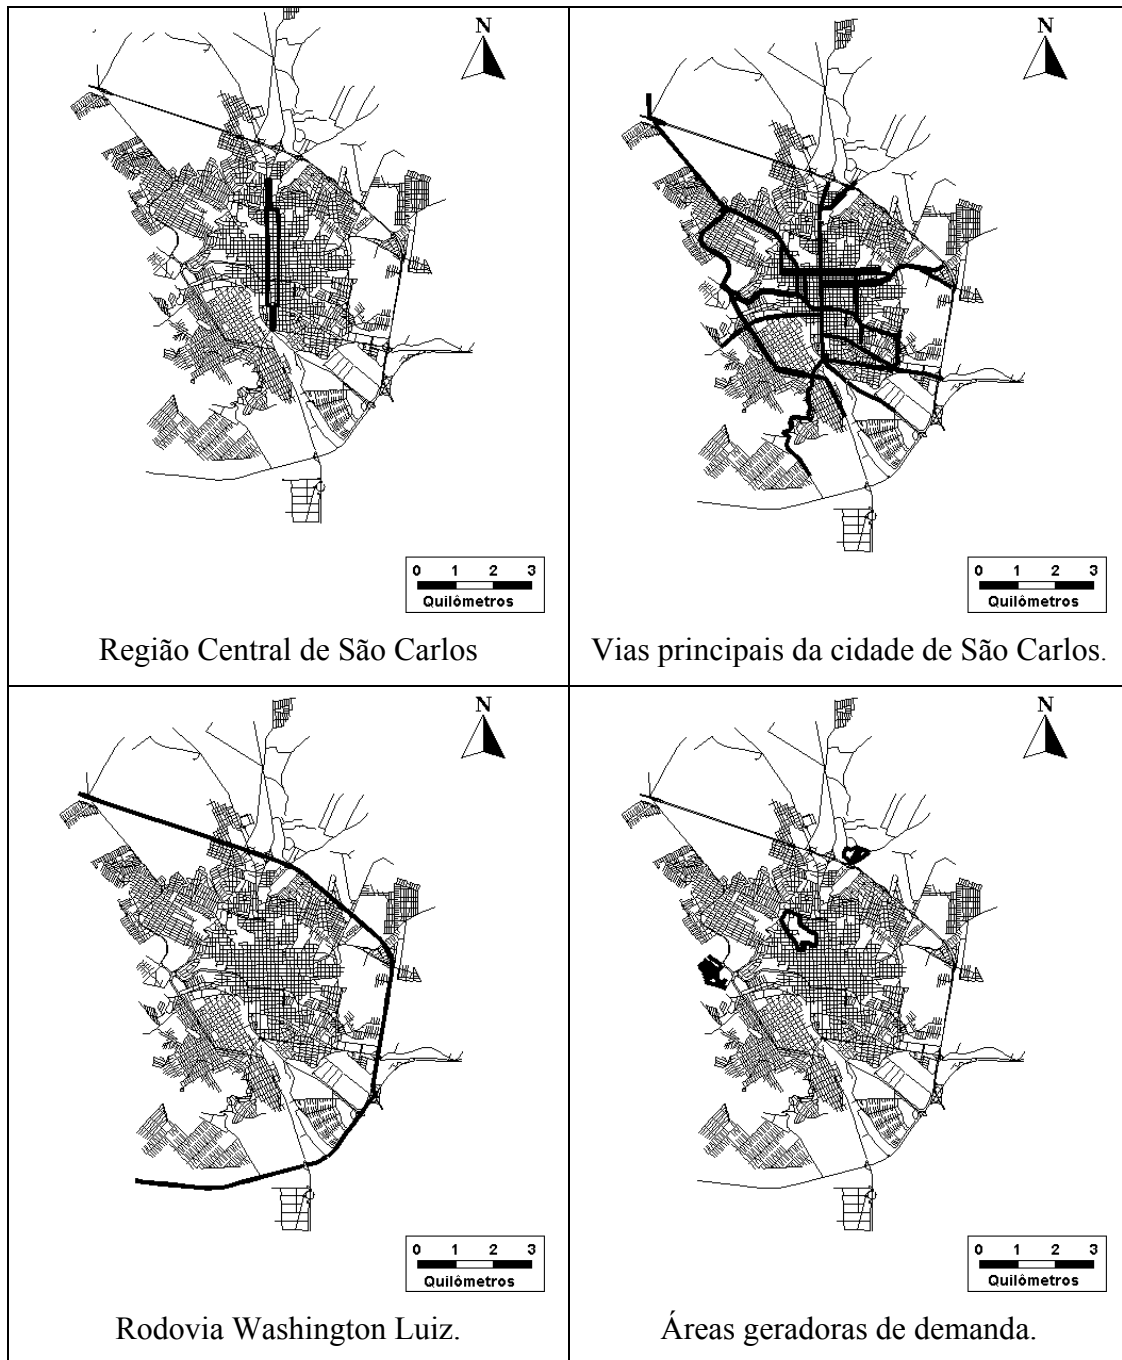 N
0 1 2 3
Quilômetros
Região Central de São Carlos
N
0 1 2 3
Quilômetros
Vias principais da cidade de São Carlos.
N
0 1 2 3
Quilômetros
Rodovia Washington Luiz.
N
0 1 2 3
Quilômetros
Áreas geradoras de demanda.